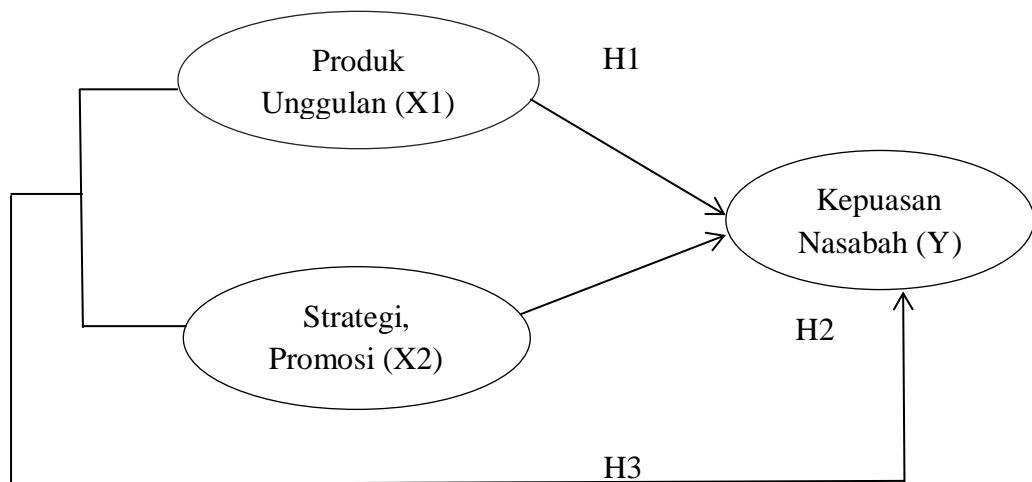 Produk
Unggulan (X1)
H1
Kepuasan
Nasabah (Y)
Strategi,
Promosi (X2)
H2
H3